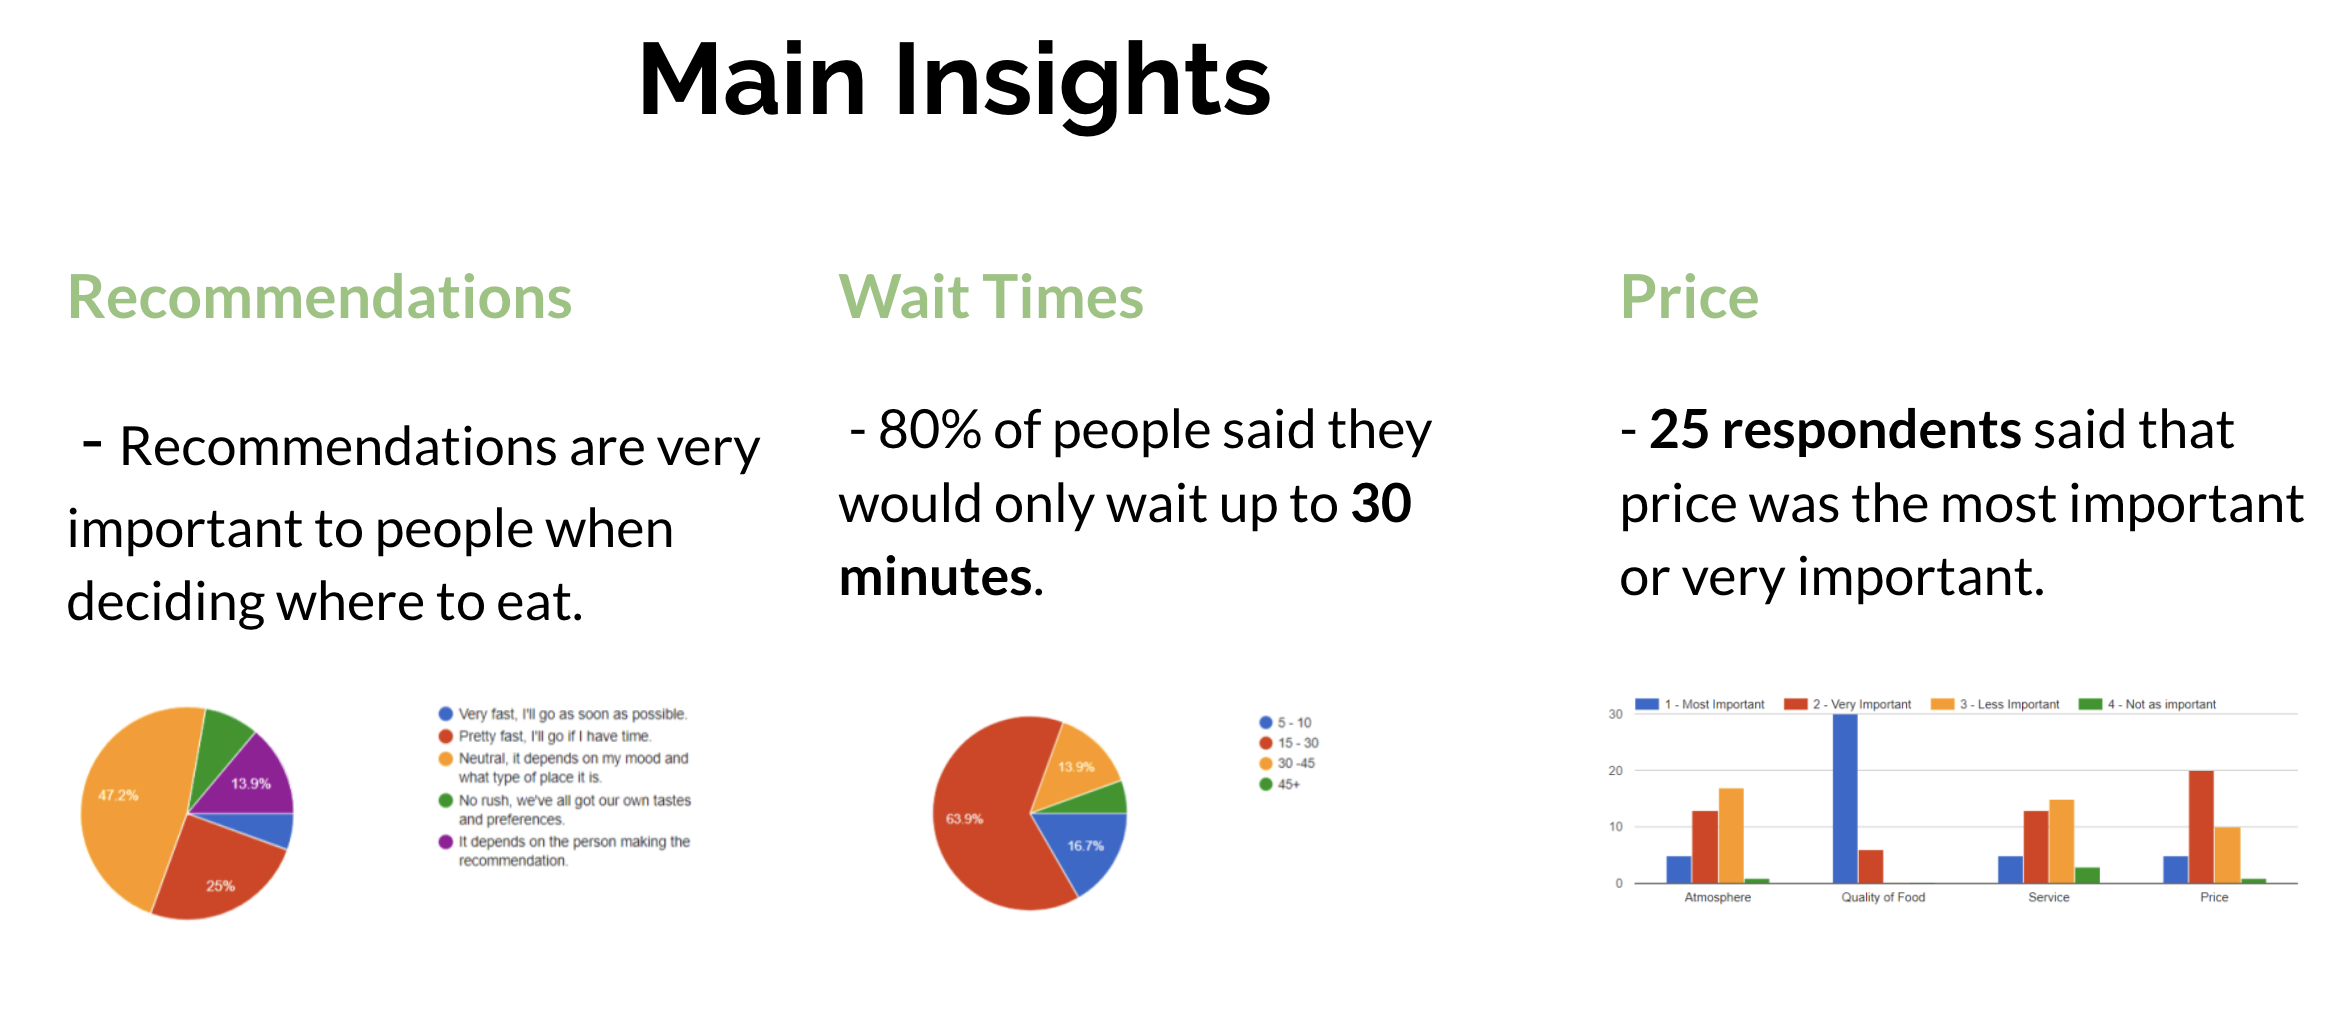 Main Insights
Recommendations
- Recommendations are very
important to people when
deciding where to eat.
47.2%
13.9%
25%
Very fast, I'll go as soon as possible.
Pretty fast, I'll go if I have time.
Neutral, it depends on my mood and
what type of place it is.
No rush, we've all got our own tastes
and preferences.
It depends on the person making the
recommendation.
Wait Times
- 80% of people said they
would only wait up to 30
minutes.
13.9%
63.9%
16.7%
5 - 10
15 - 30
30 -45
45+
Price
- 25 respondents said that
price was the most important
or very important.
1 - Most Important 2 - Very Important 3 - Less Important 4 - Not as important
30
20
10
0
Atmosphere Quality of Food Service Price